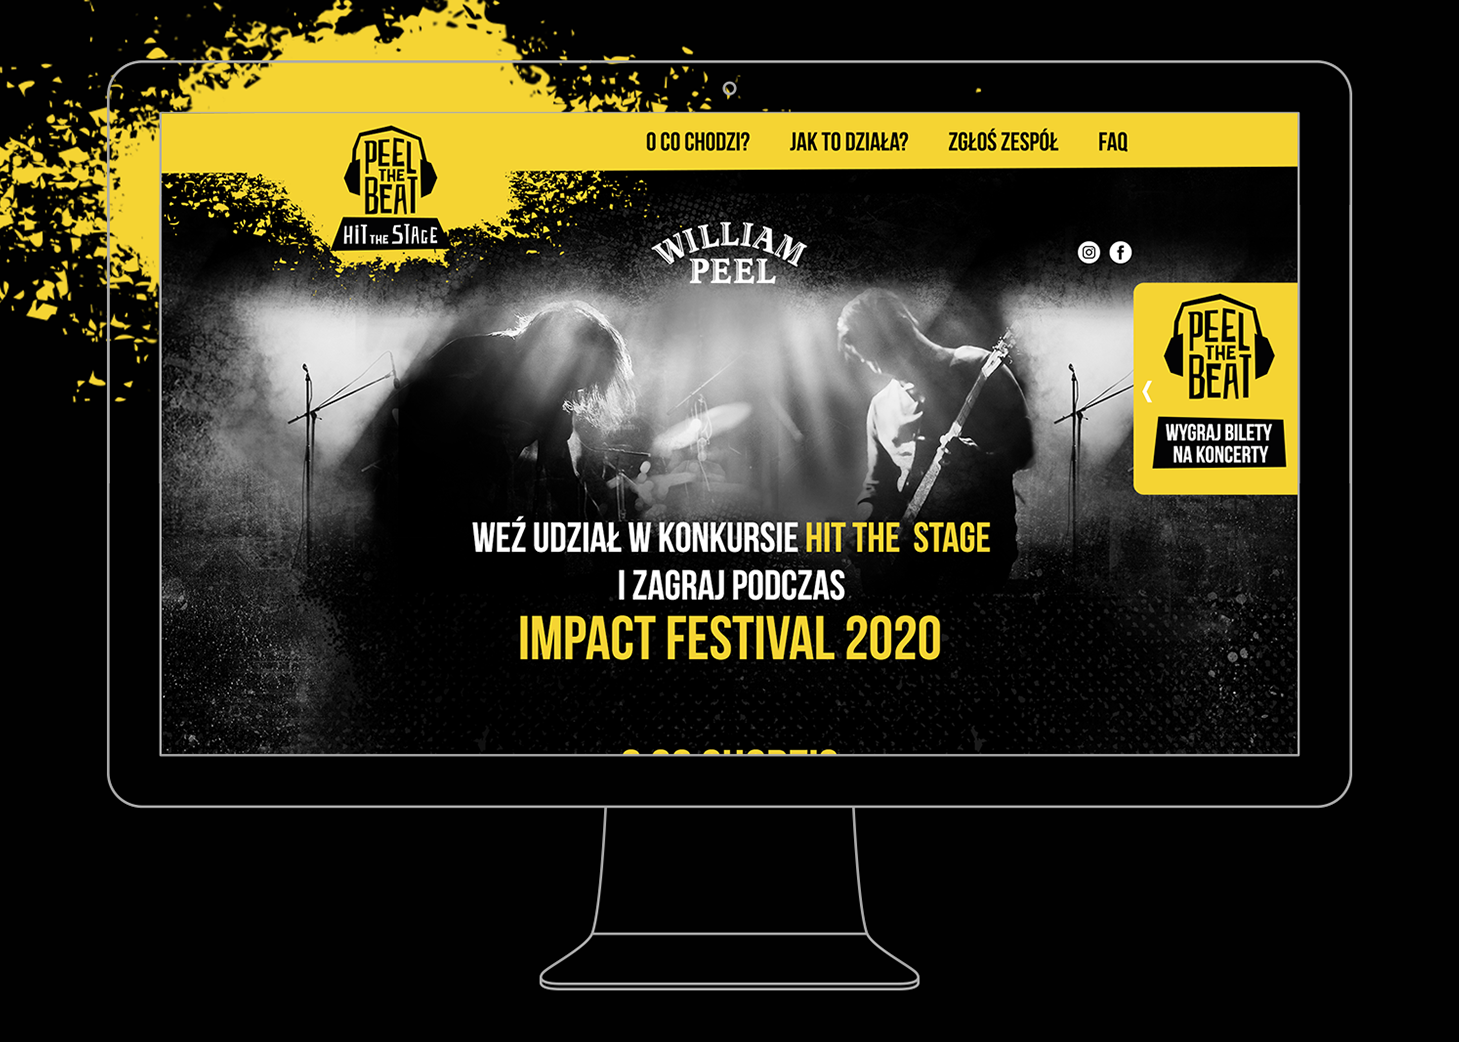 O CO CHODZI? JAK TO DZIAŁA? ZGŁOŚ ZESPÓŁ FAQ
PEEL
THE
BEAT
HIT THE STAGE
WILLIAM
PEEL
PEEL
THE
BEAT
WYGRAJ BILETY
NA KONCERTY
WEŹ UDZIAŁ W KONKURSIE HIT THE STAGE
I ZAGRAJ PODCZAS
IMPACT FESTIVAL 2020